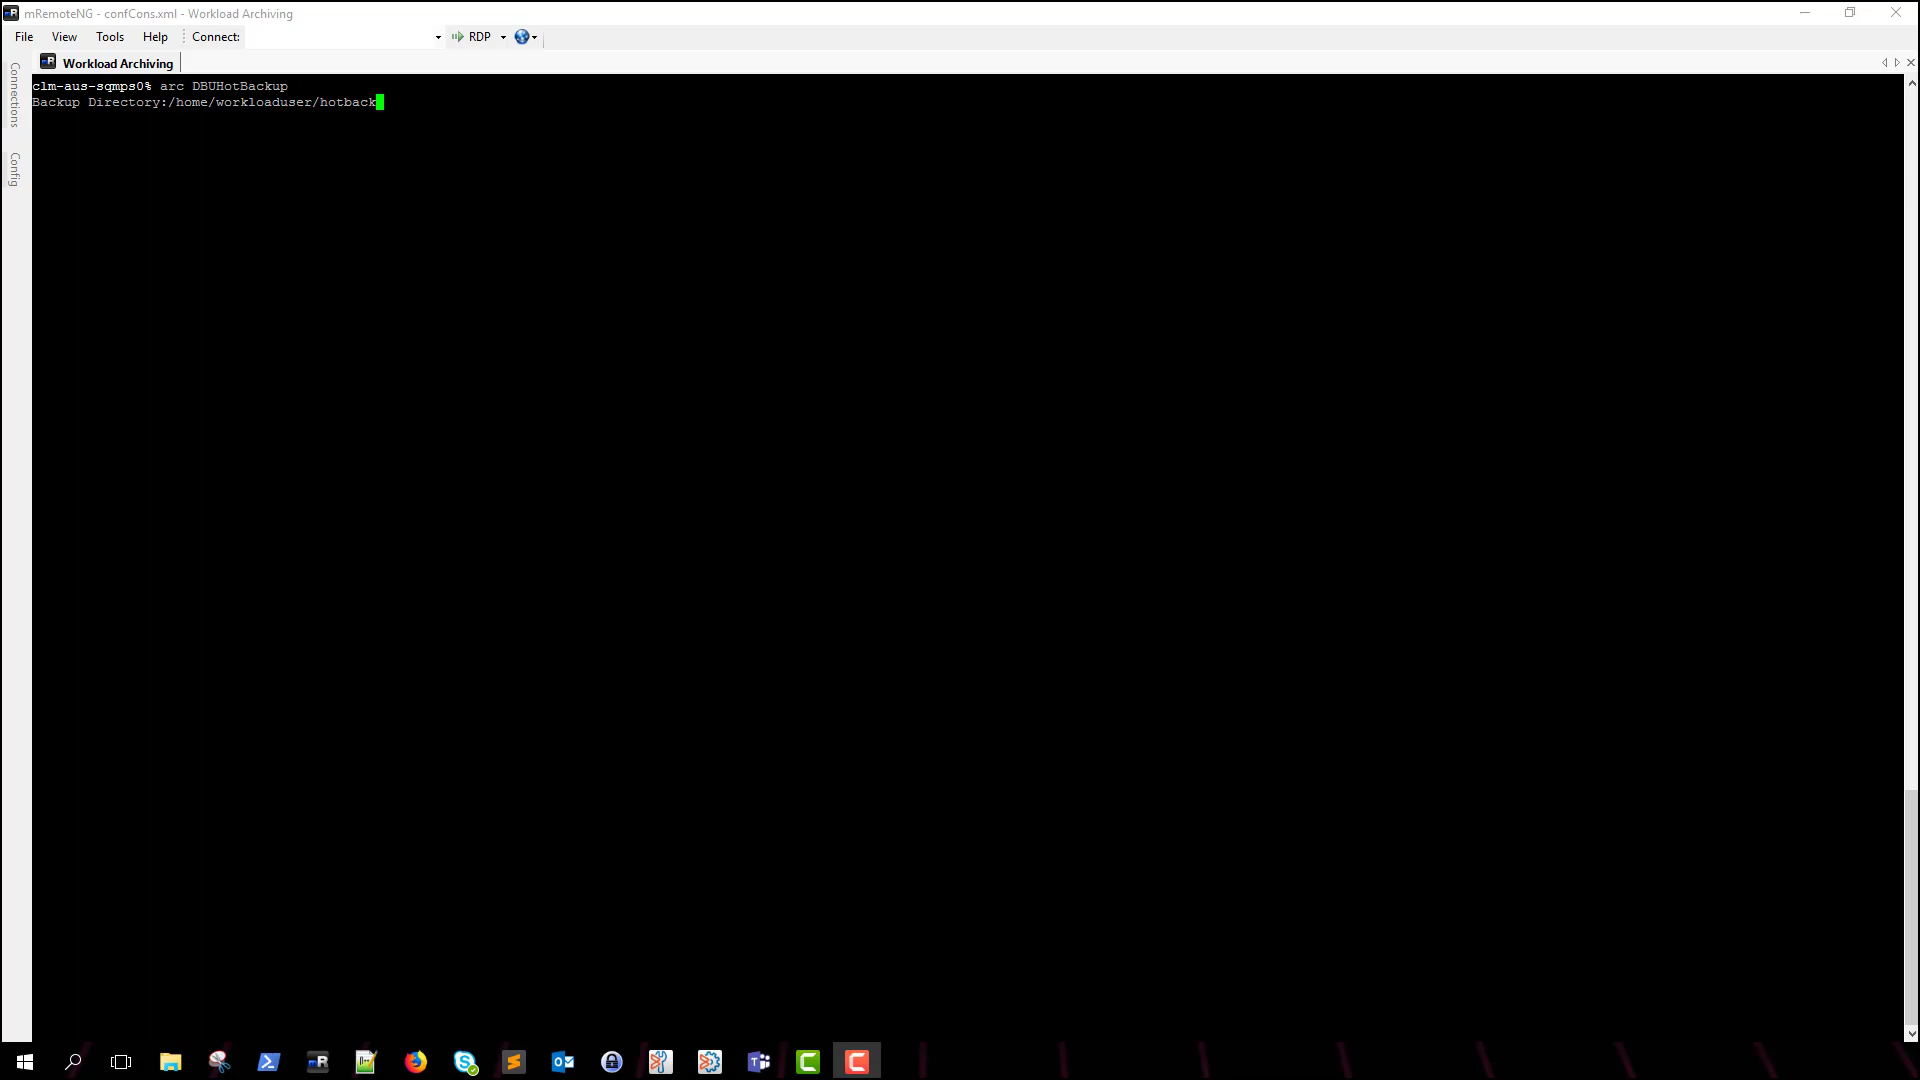 mRemoteNG - confCons.xml - Workload Archiving
File View Tools Help Connect: RDP
Workload Archiving
Connections
Config
clm-aus-sqmps0% arc DBUHotBackup
Backup Directory:/home/workloaduser/hotback